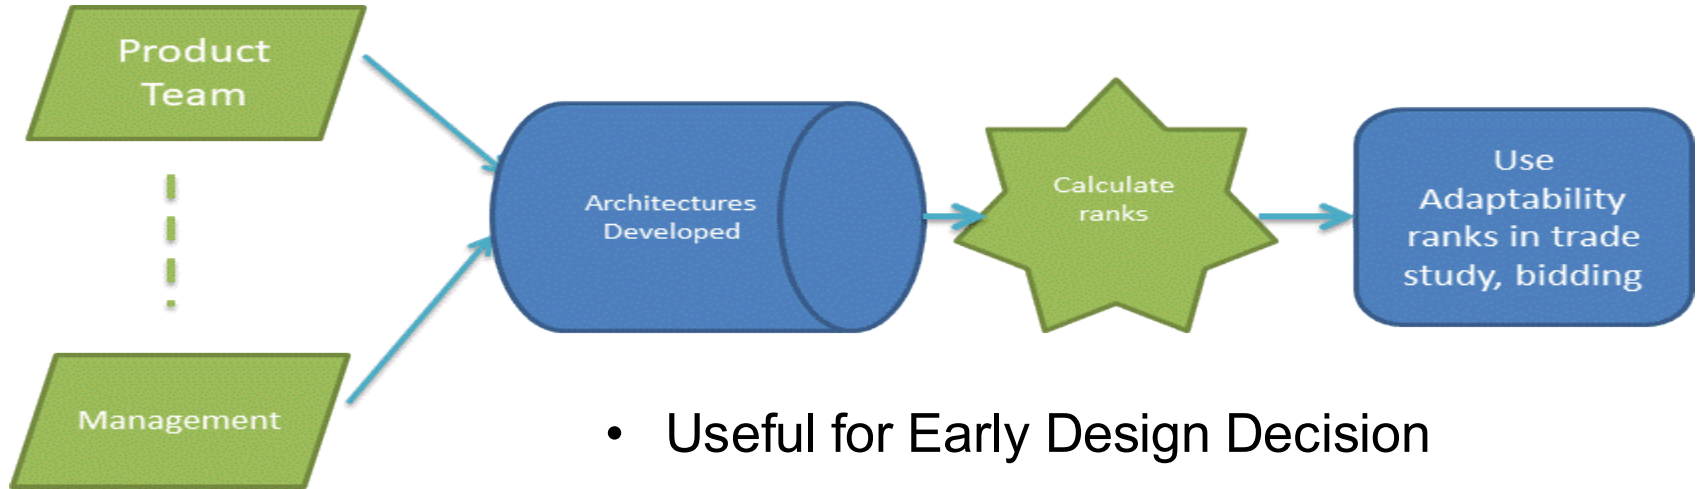 Product
Team
Management
Architectures
Developed
Calculate
ranks
Use
Adaptability
ranks in trade
study, bidding
• Useful for Early Design Decision